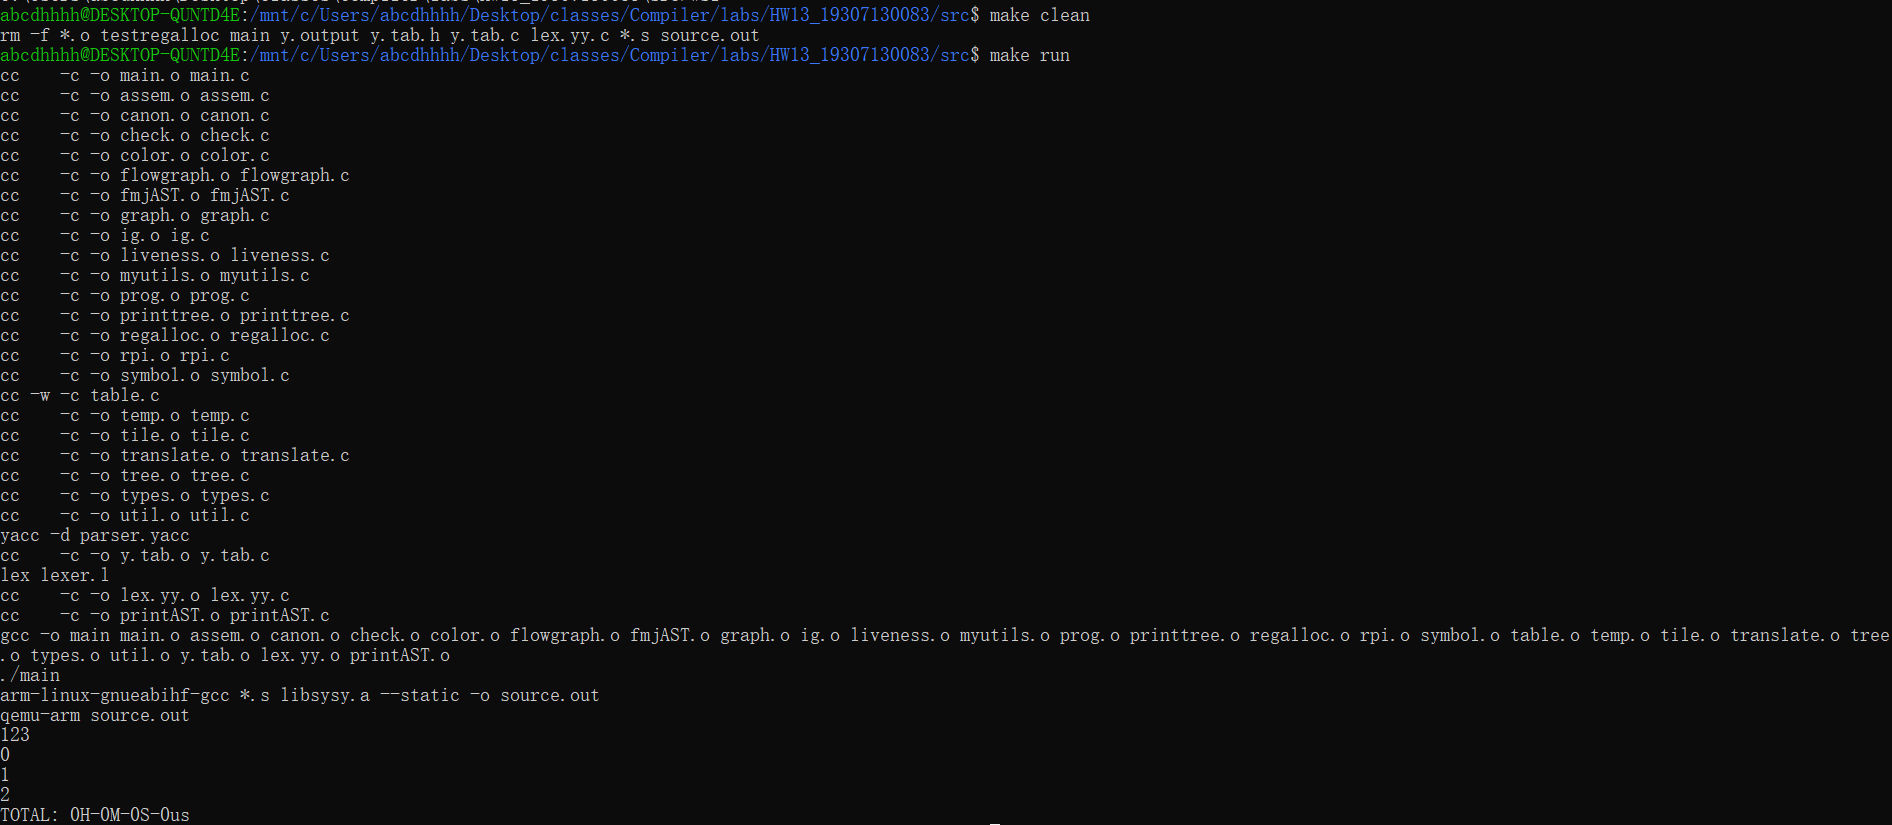 abcdhhhh@DESKTOP-QUNTD4E:/mnt/c/Users/abcdhhhh/Desktop/classes/Compiler/labs/HW13_19307130083/src$ make clean
rm -f *.o testregalloc main y.output y.tab.h y.tab.c lex.yy.c *.s source.out
abcdhhhh@DESKTOP-QUNTD4E:/mnt/c/Users/abcdhhhh/Desktop/classes/Compiler/labs/HW13_19307130083/src$ make run
cc    -c -o main.o main.c
cc    -c -o assem.o assem.c
cc    -c -o canon.o canon.c
cc    -c -o check.o check.c
cc    -c -o color.o color.c
cc    -c -o flowgraph.o flowgraph.c
cc    -c -o fmjAST.o fmjAST.c
cc    -c -o graph.o graph.c
cc    -c -o ig.o ig.c
cc    -c -o liveness.o liveness.c
cc    -c -o myutils.o myutils.c
cc    -c -o prog.o prog.c
cc    -c -o printtree.o printtree.c
cc    -c -o regalloc.o regalloc.c
cc    -c -o rpi.o rpi.c
cc    -c -o symbol.o symbol.c
cc -w -c table.c
cc    -c -o temp.o temp.c
cc    -c -o tile.o tile.c
cc    -c -o translate.o translate.c
cc    -c -o tree.o tree.c
cc    -c -o types.o types.c
cc    -c -o util.o util.c
yacc -d parser.yacc
cc    -c -o y.tab.o y.tab.c
lex lexer.l
cc    -c -o lex.yy.o lex.yy.c
cc    -c -o printAST.o printAST.c
gcc -o main main.o assem.o canon.o check.o color.o flowgraph.o fmjAST.o graph.o ig.o liveness.o myutils.o prog.o printtree.o regalloc.o rpi.o symbol.o table.o temp.o tile.o translate.o tree
.o types.o util.o y.tab.o lex.yy.o printAST.o
./main
arm-linux-gnueabihf-gcc *.s libsysy.a --static -o source.out
qemu-arm source.out
123
0
1
2
TOTAL: 0H-0M-0S-0us